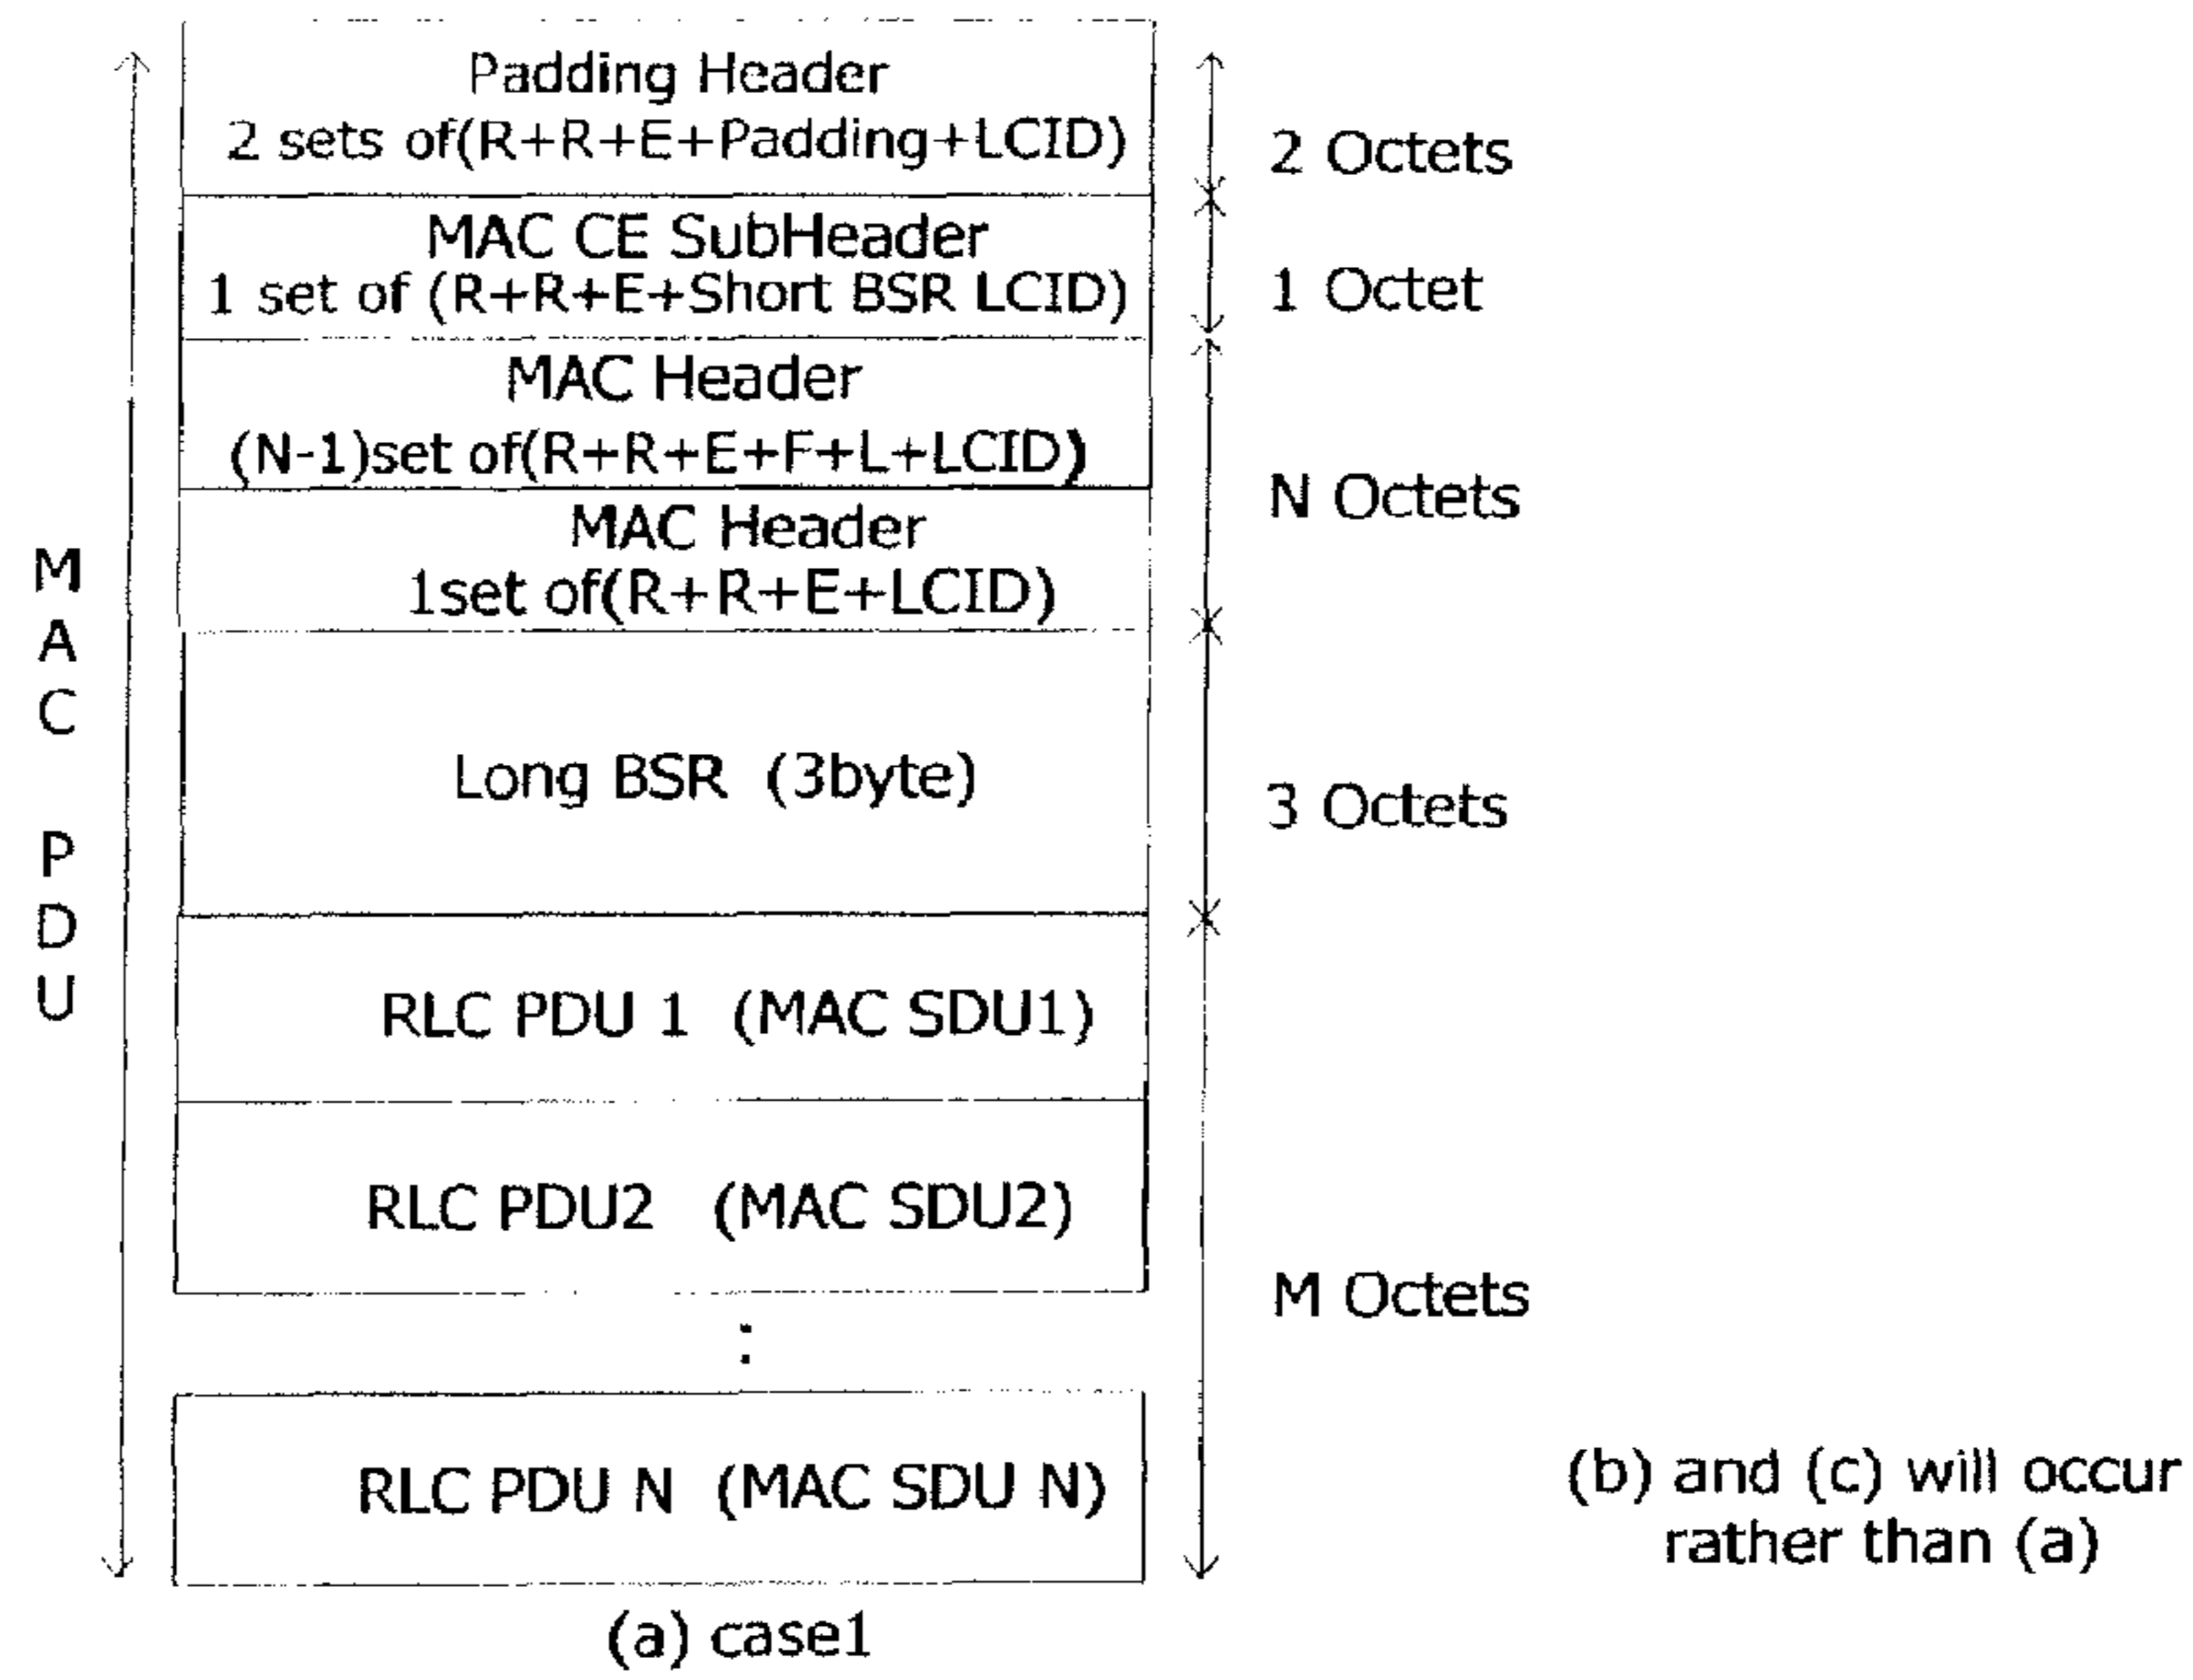 Padding Header
2 sets of(R+R+E+Padding+LCID)
2 Octets
MAC CE SubHeader
1 set of (R+R+E+Short BSR LCID)
1 Octet
MAC Header
(N-1)set of(R+R+E+F+L+LCID)
N Octets
MAC Header
1set of(R+R+E+LCID)
MAC PDU
Long BSR (3byte)
3 Octets
RLC PDU 1 (MAC SDU1)
RLC PDU2 (MAC SDU2)
M Octets
:
RLC PDU N (MAC SDU N)
(b) and (c) will occur
rather than (a)
(a) case1